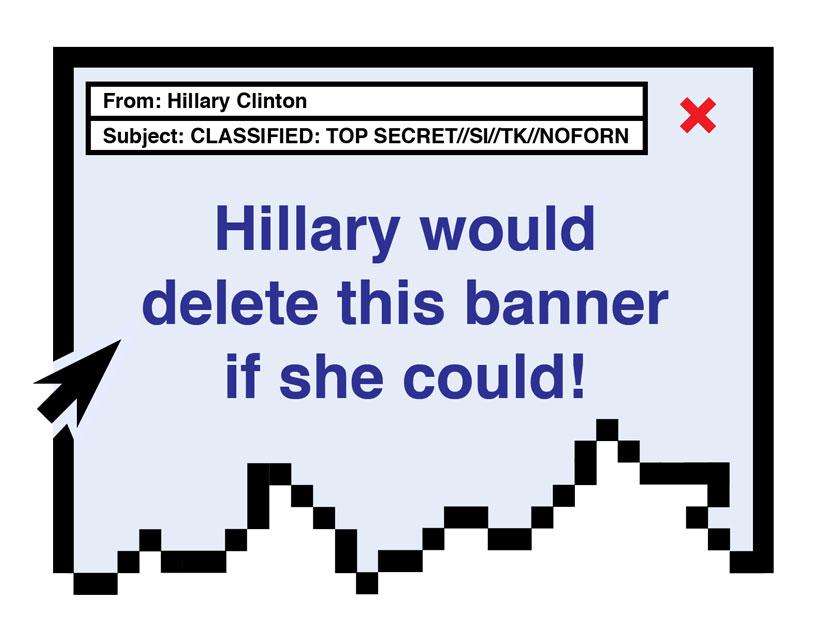 From: Hillary Clinton
Subject: CLASSIFIED: TOP SECRET//SI//TK//NOFORN
Hillary would
delete this banner
if she could!